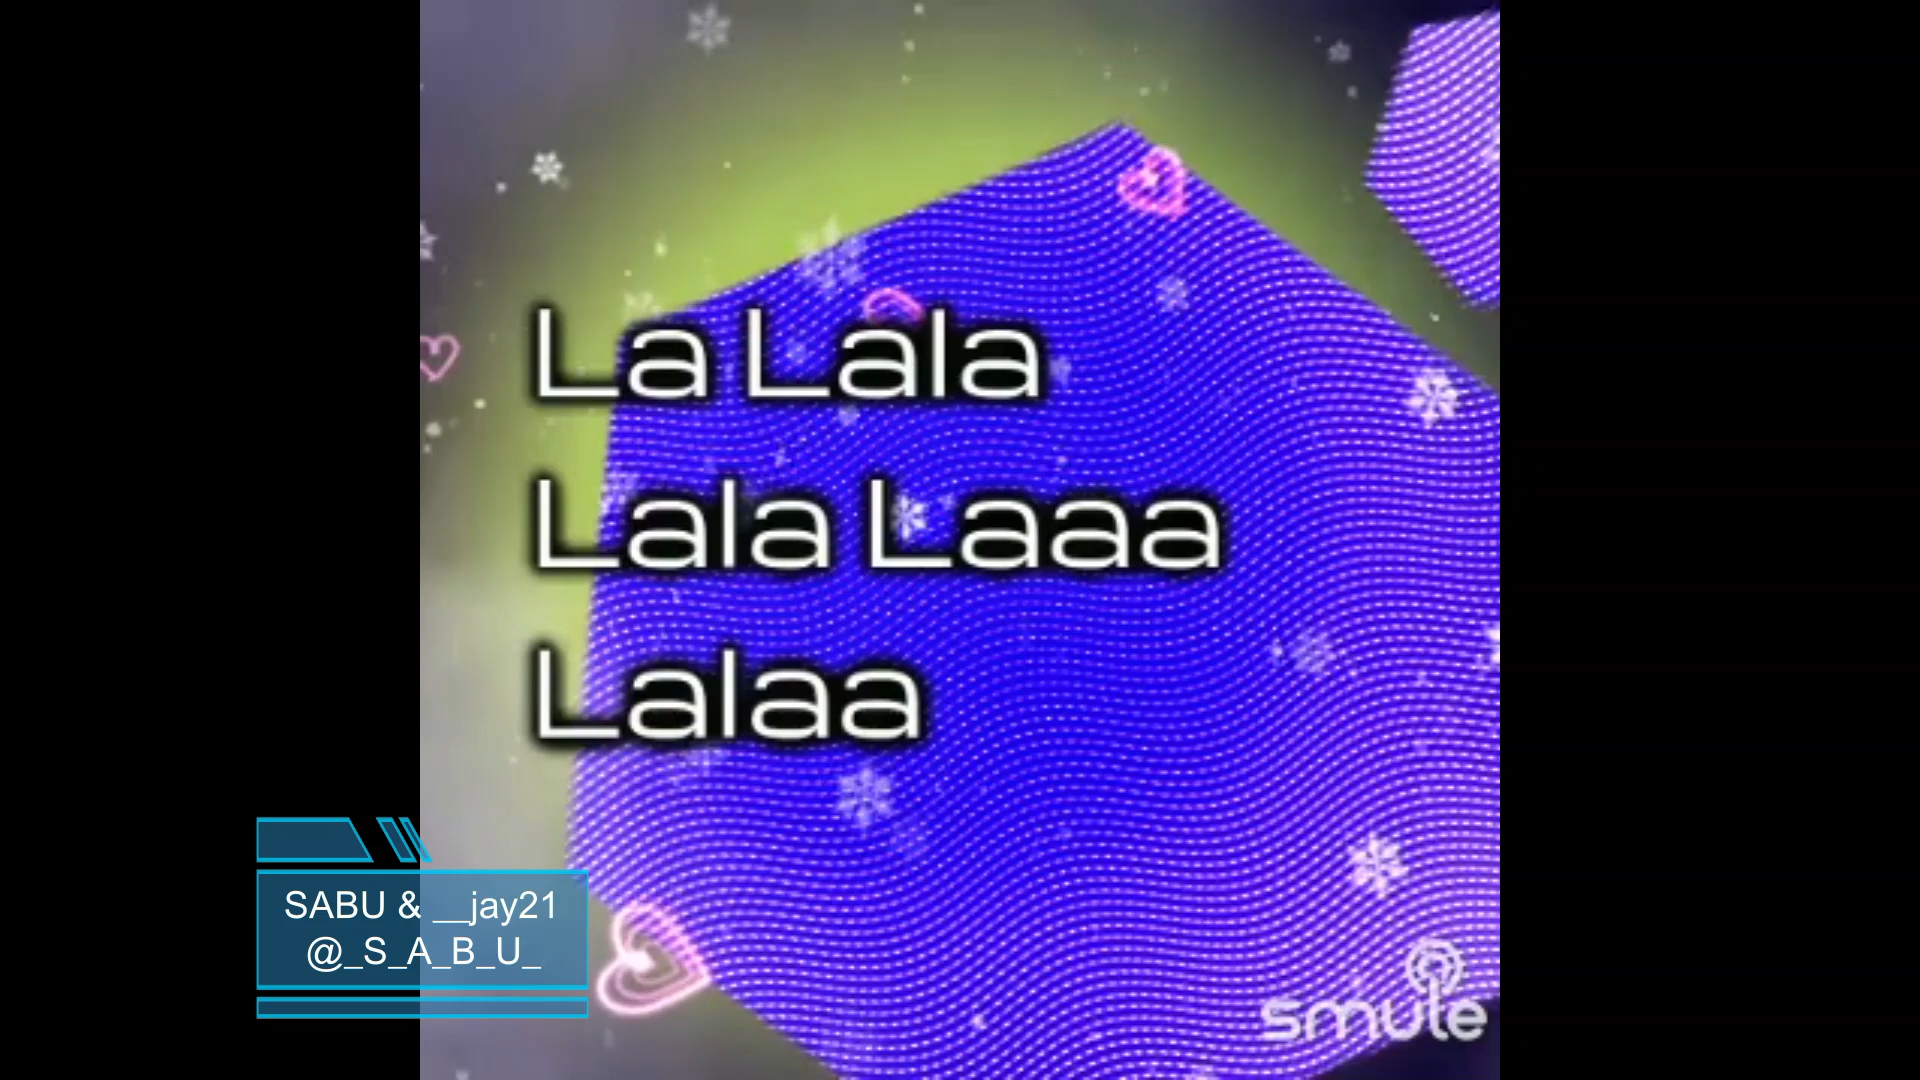 La Lala
Lala Laaa
Lalaa
SABU & __jay21
@_S_A_B_U_
smule